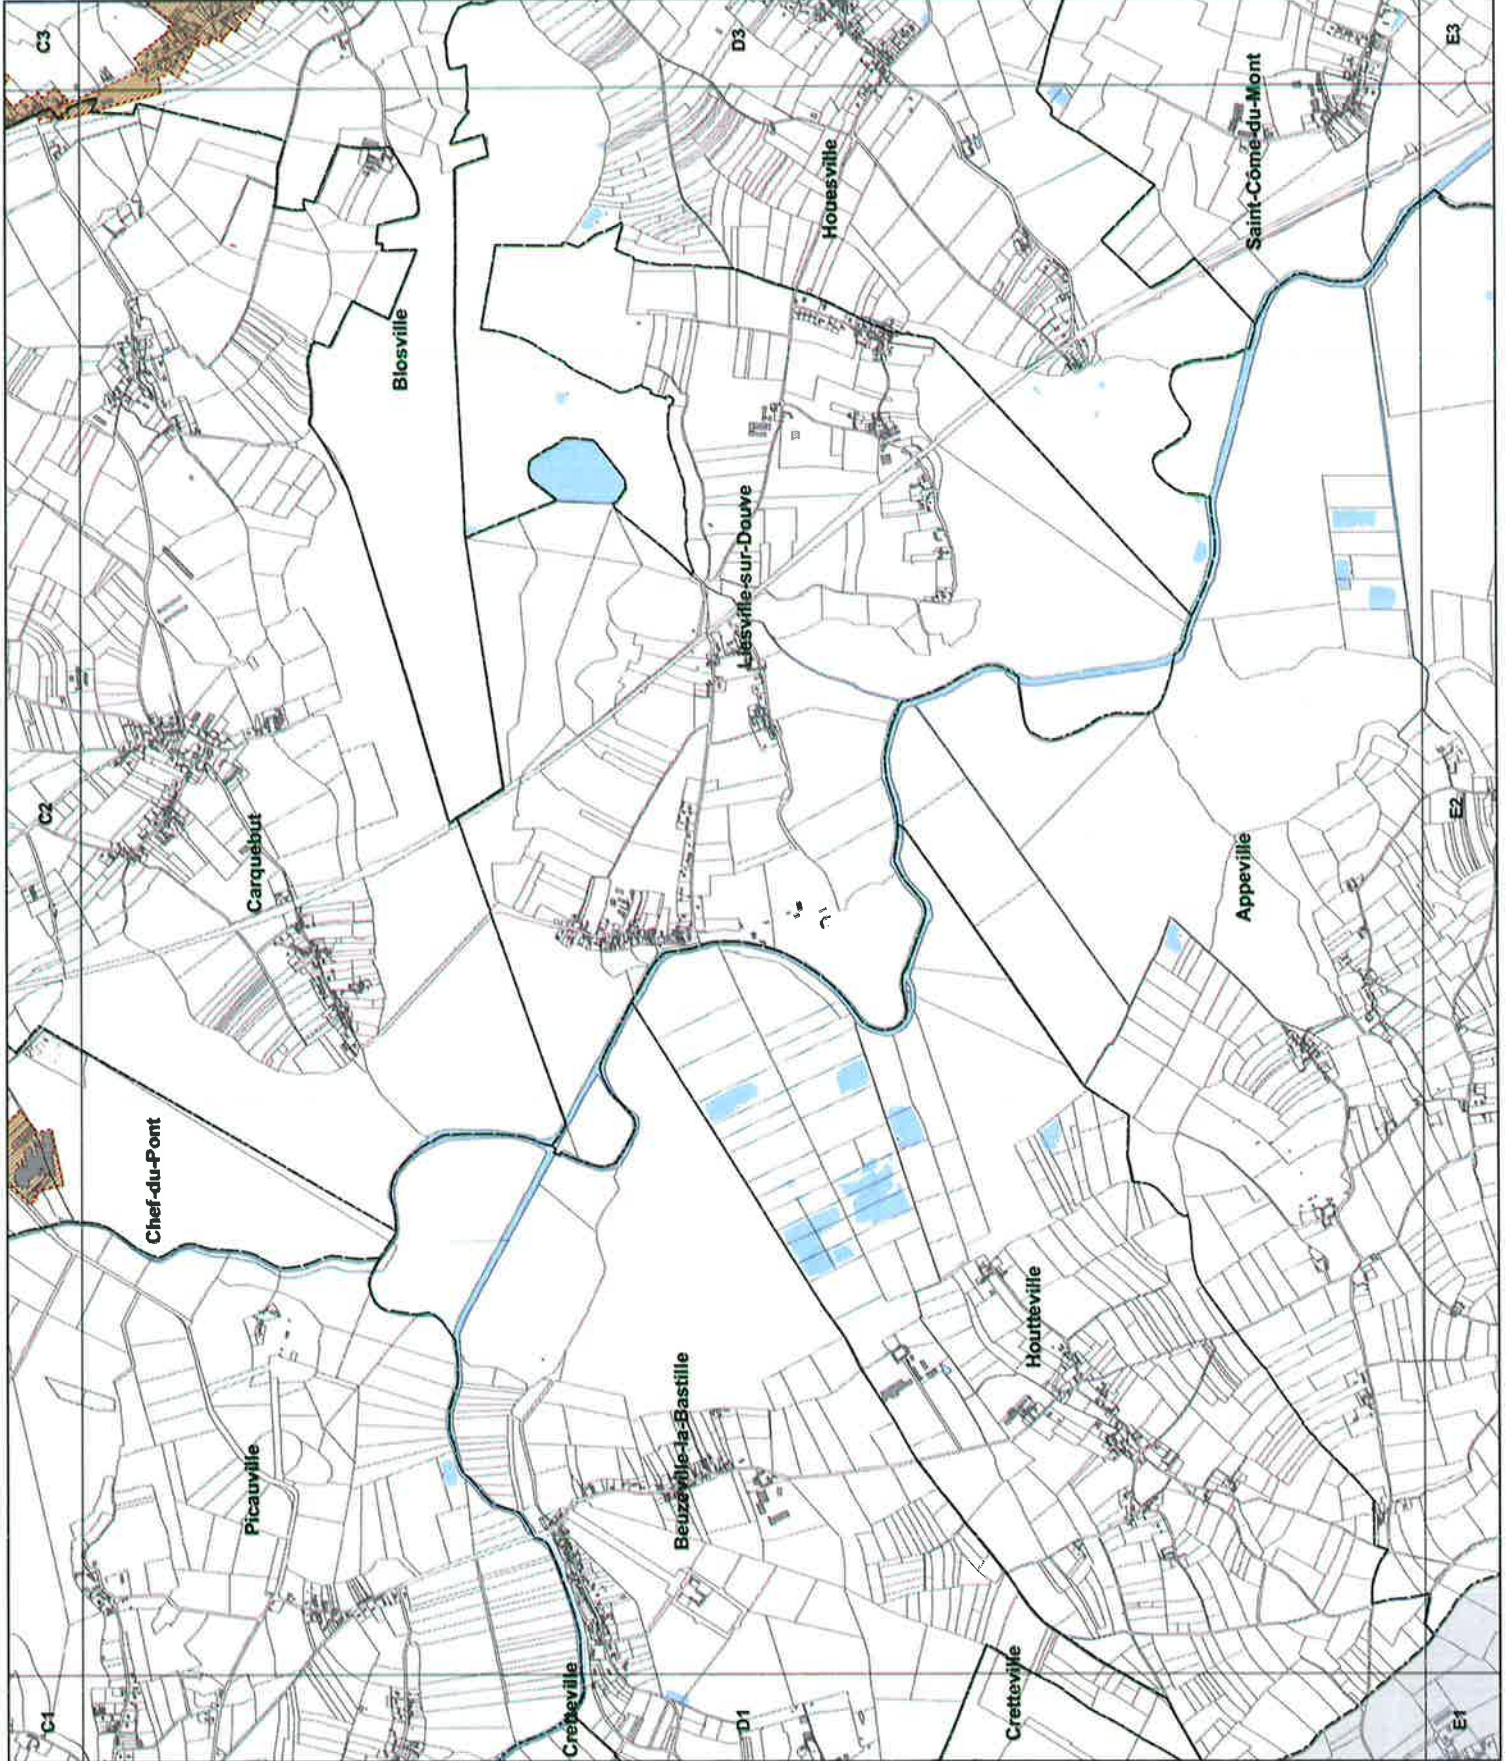 C1
C2
C3
Picauville
Chef-du-Pont
Carquebut
Blosville
Cretteville
Beuzeville-la-Bastille
Liesville-sur-Douve
D1
D3
Houesville
Cretteville
Houtteville
Appeville
Saint-Côme-du-Mont
E1
E2
E3